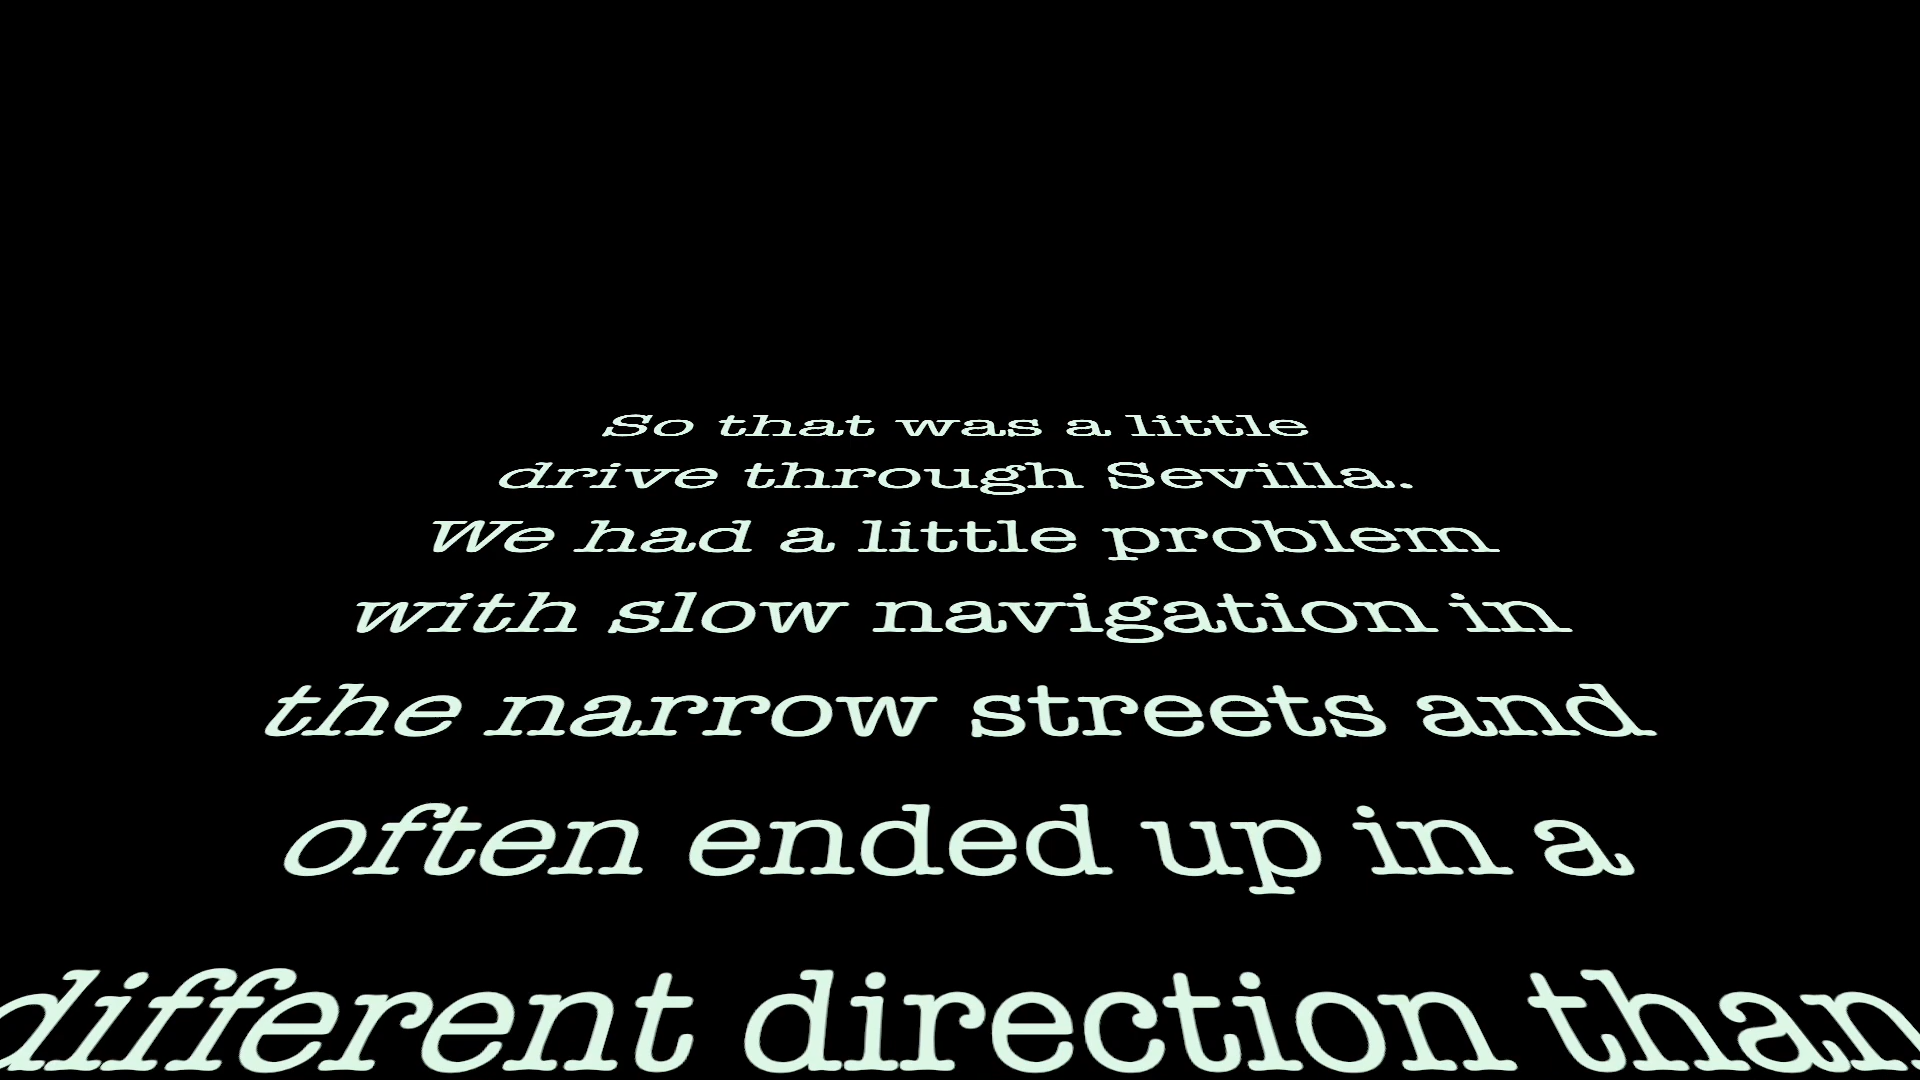 So that was a little
drive through Sevilla.
We had a little problem
with slow navigation in
the narrow streets and
often ended up in a
different direction than